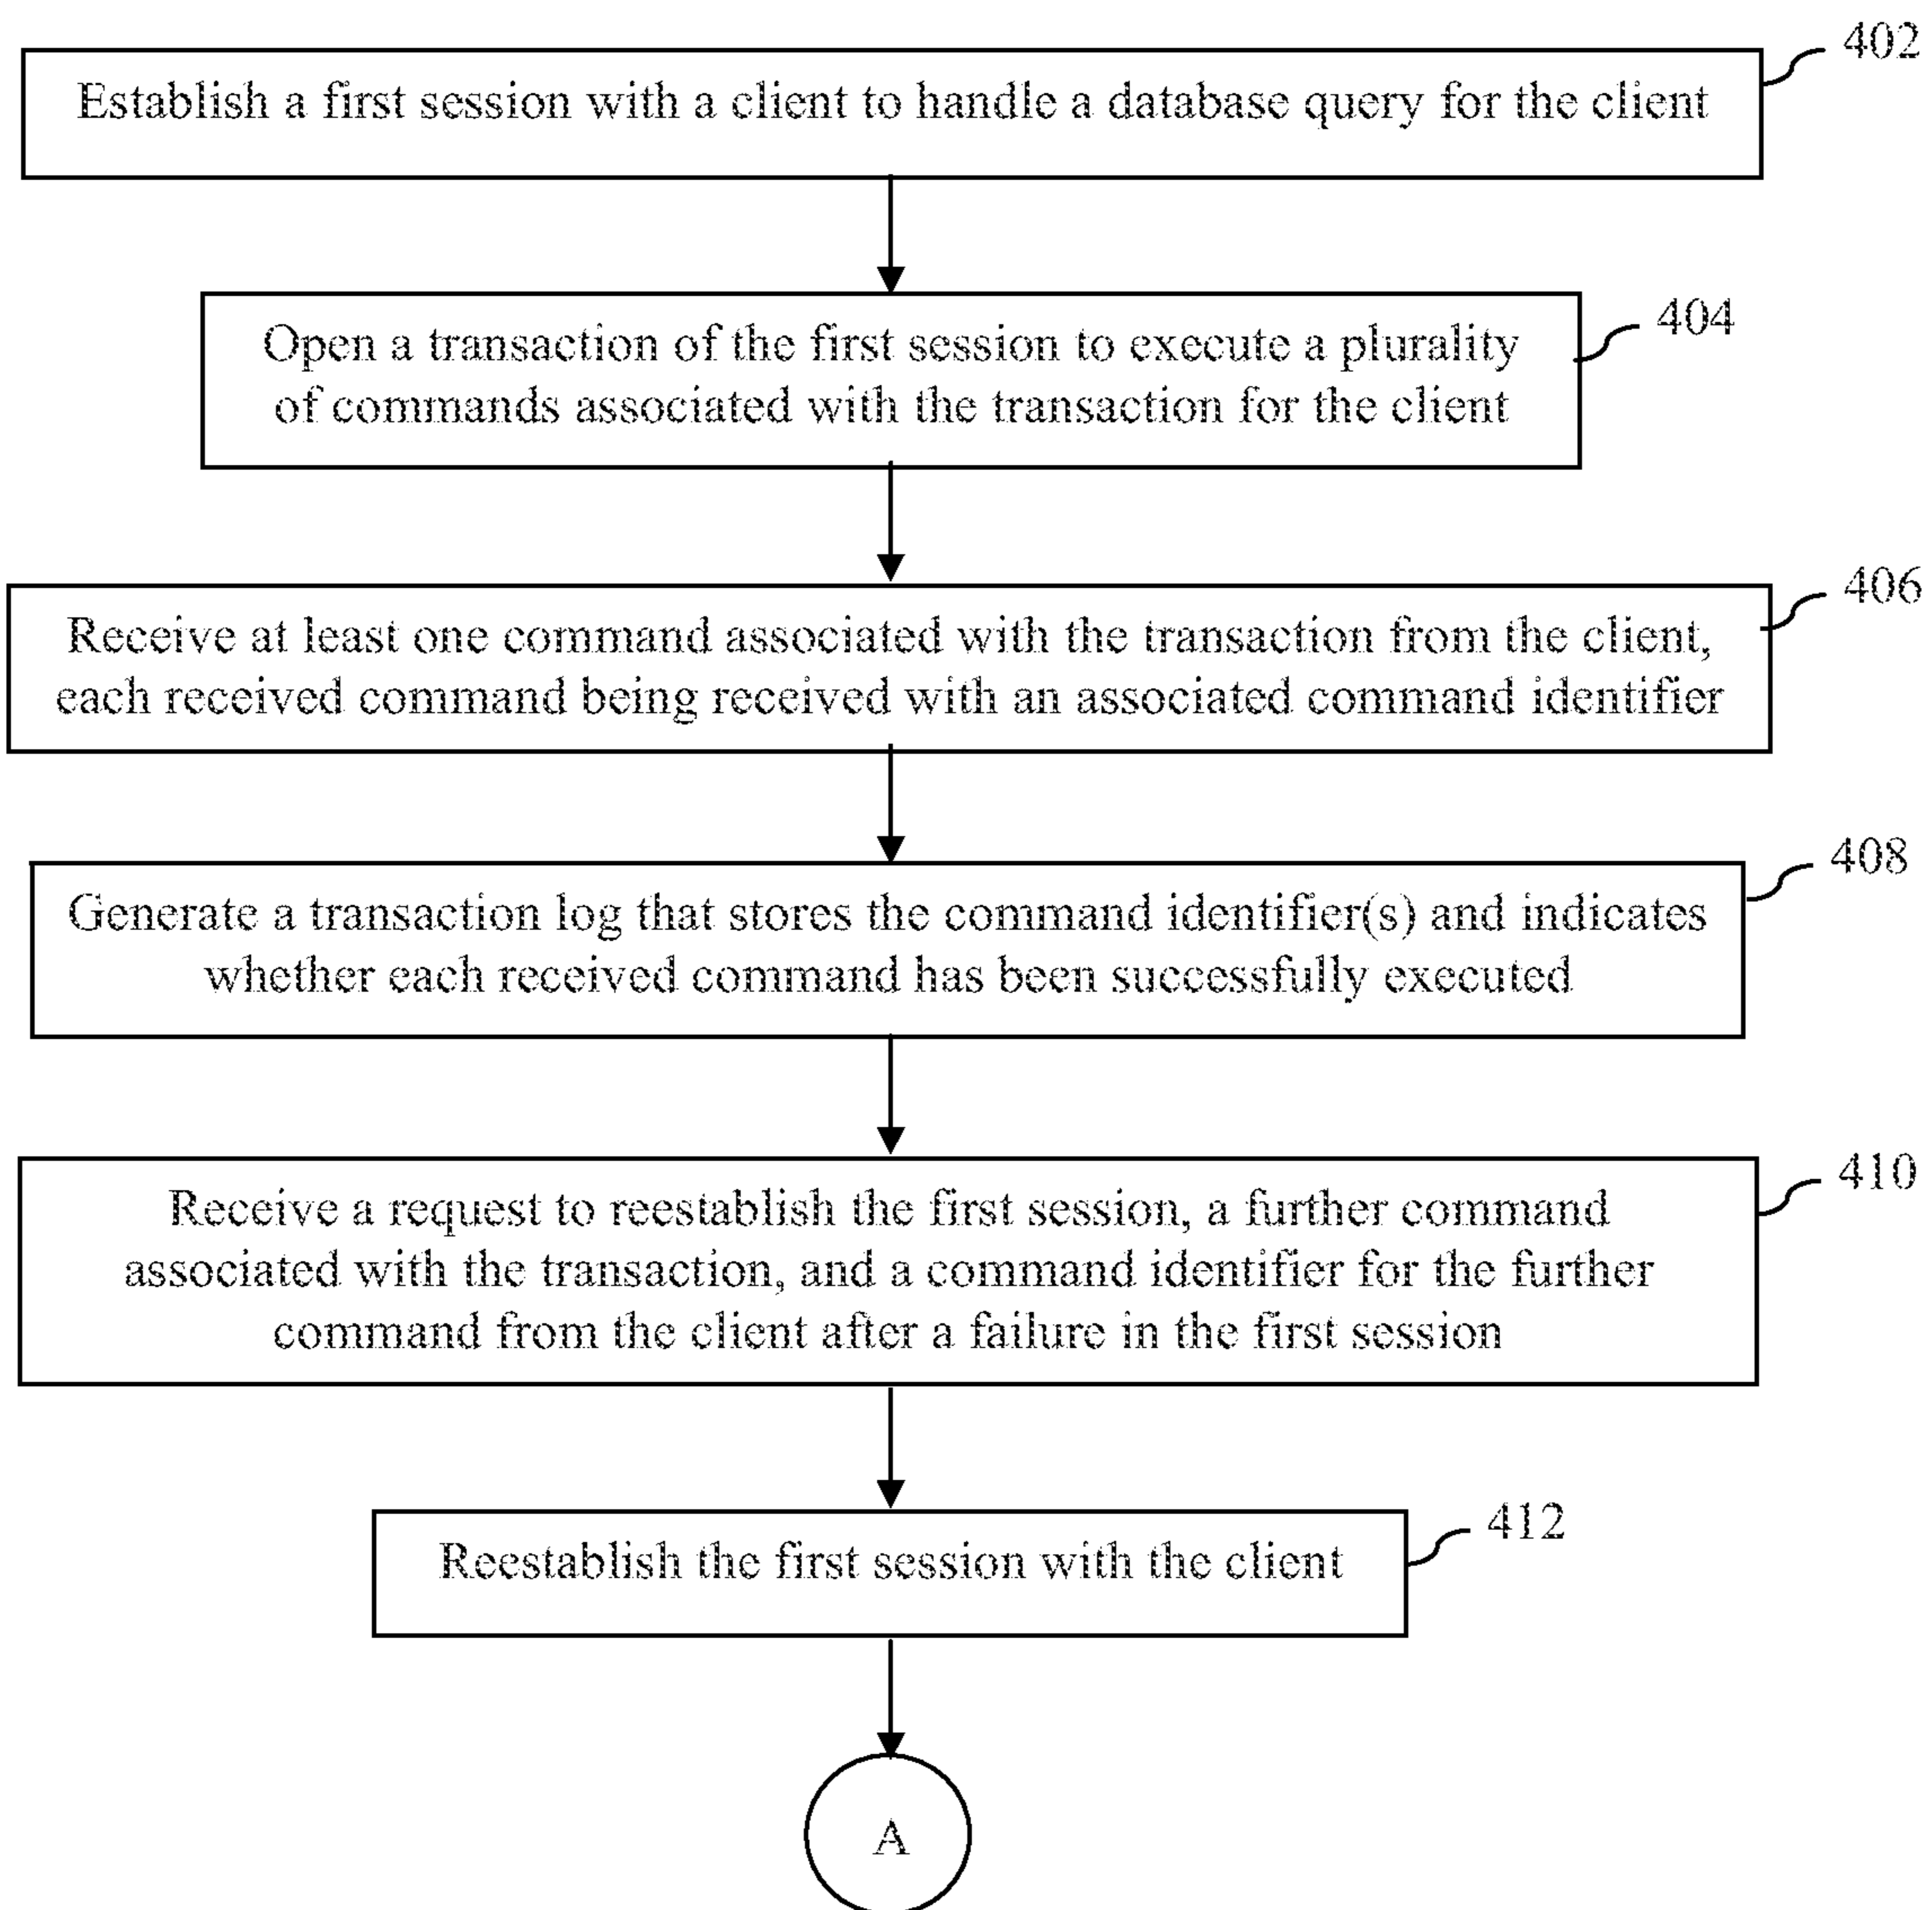 402
Establish a first session with a client to handle a database query for the client
404
Open a transaction of the first session to execute a plurality
of commands associated with the transaction for the client
406
Receive at least one command associated with the transaction from the client,
each received command being received with an associated command identifier
408
Generate a transaction log that stores the command identifier(s) and indicates
whether each received command has been successfully executed
410
Receive a request to reestablish the first session, a further command
associated with the transaction, and a command identifier for the further
command from the client after a failure in the first session
412
Reestablish the first session with the client
A